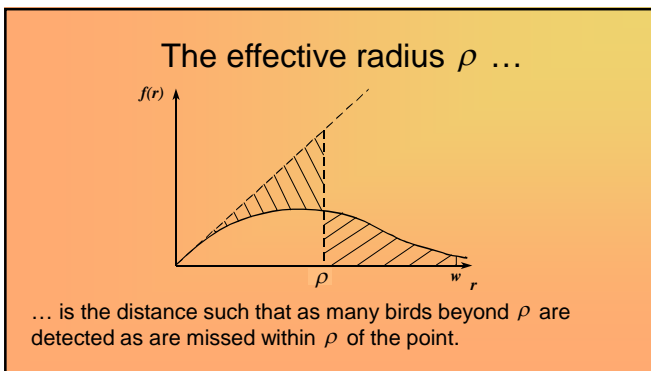 The effective radius ρ ...
f(r)
ρ
w
r
... is the distance such that as many birds beyond ρ are
detected as are missed within ρ of the point.